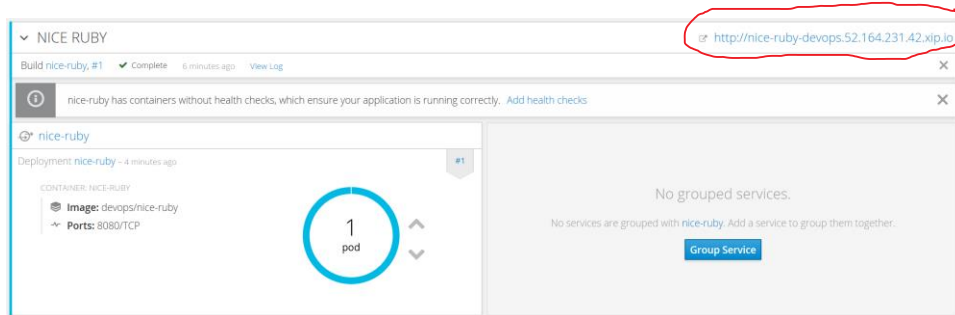 NICE RUBY
http://nice-ruby-devops.52.164.231.42.xip.io
Build nice-ruby, #1 Complete 6 minutes ago View Log
nice-ruby has containers without health checks, which ensure your application is running correctly. Add health checks
nice-ruby
Deployment nice-ruby - 4 minutes ago
#1
CONTAINER: NICE-RUBY
Image: devops/nice-ruby
Ports: 8080/TCP
1
pod
No grouped services.
No services are grouped with nice-ruby. Add a service to group them together.
Group Service